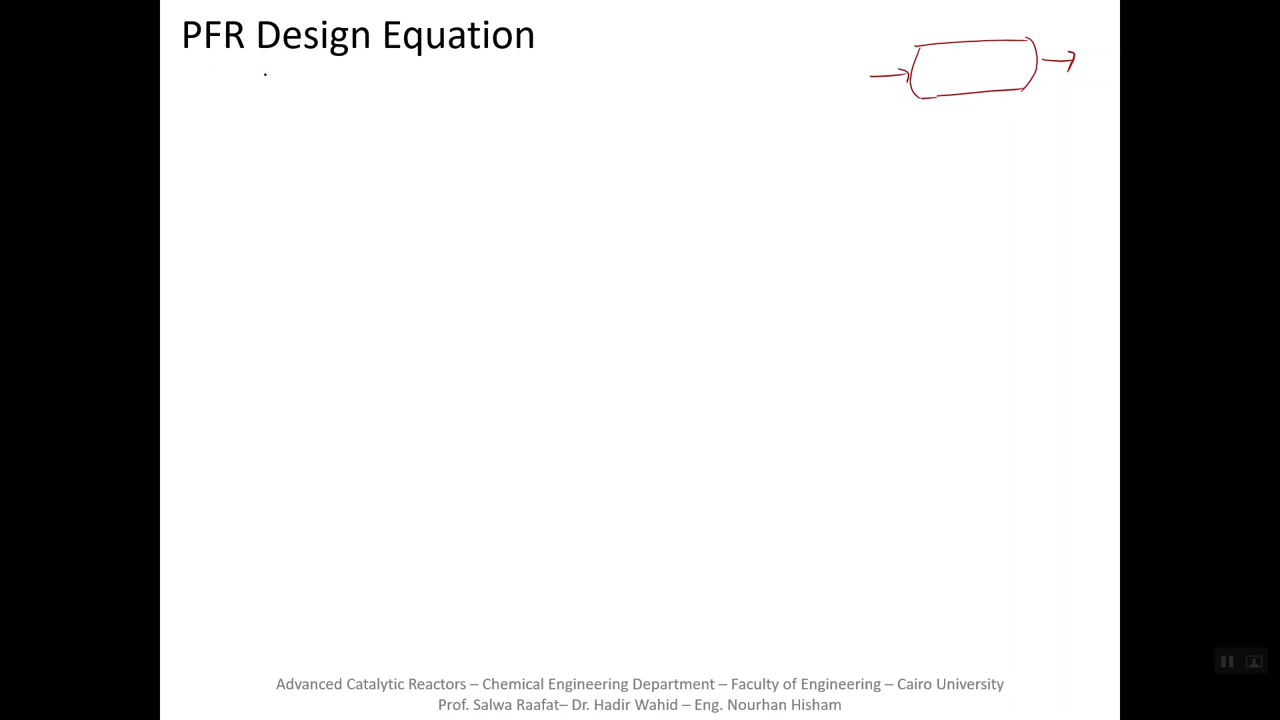 PFR Design Equation
Advanced Catalytic Reactors – Chemical Engineering Department – Faculty of Engineering – Cairo University
Prof. Salwa Raafat– Dr. Hadir Wahid – Eng. Nourhan Hisham